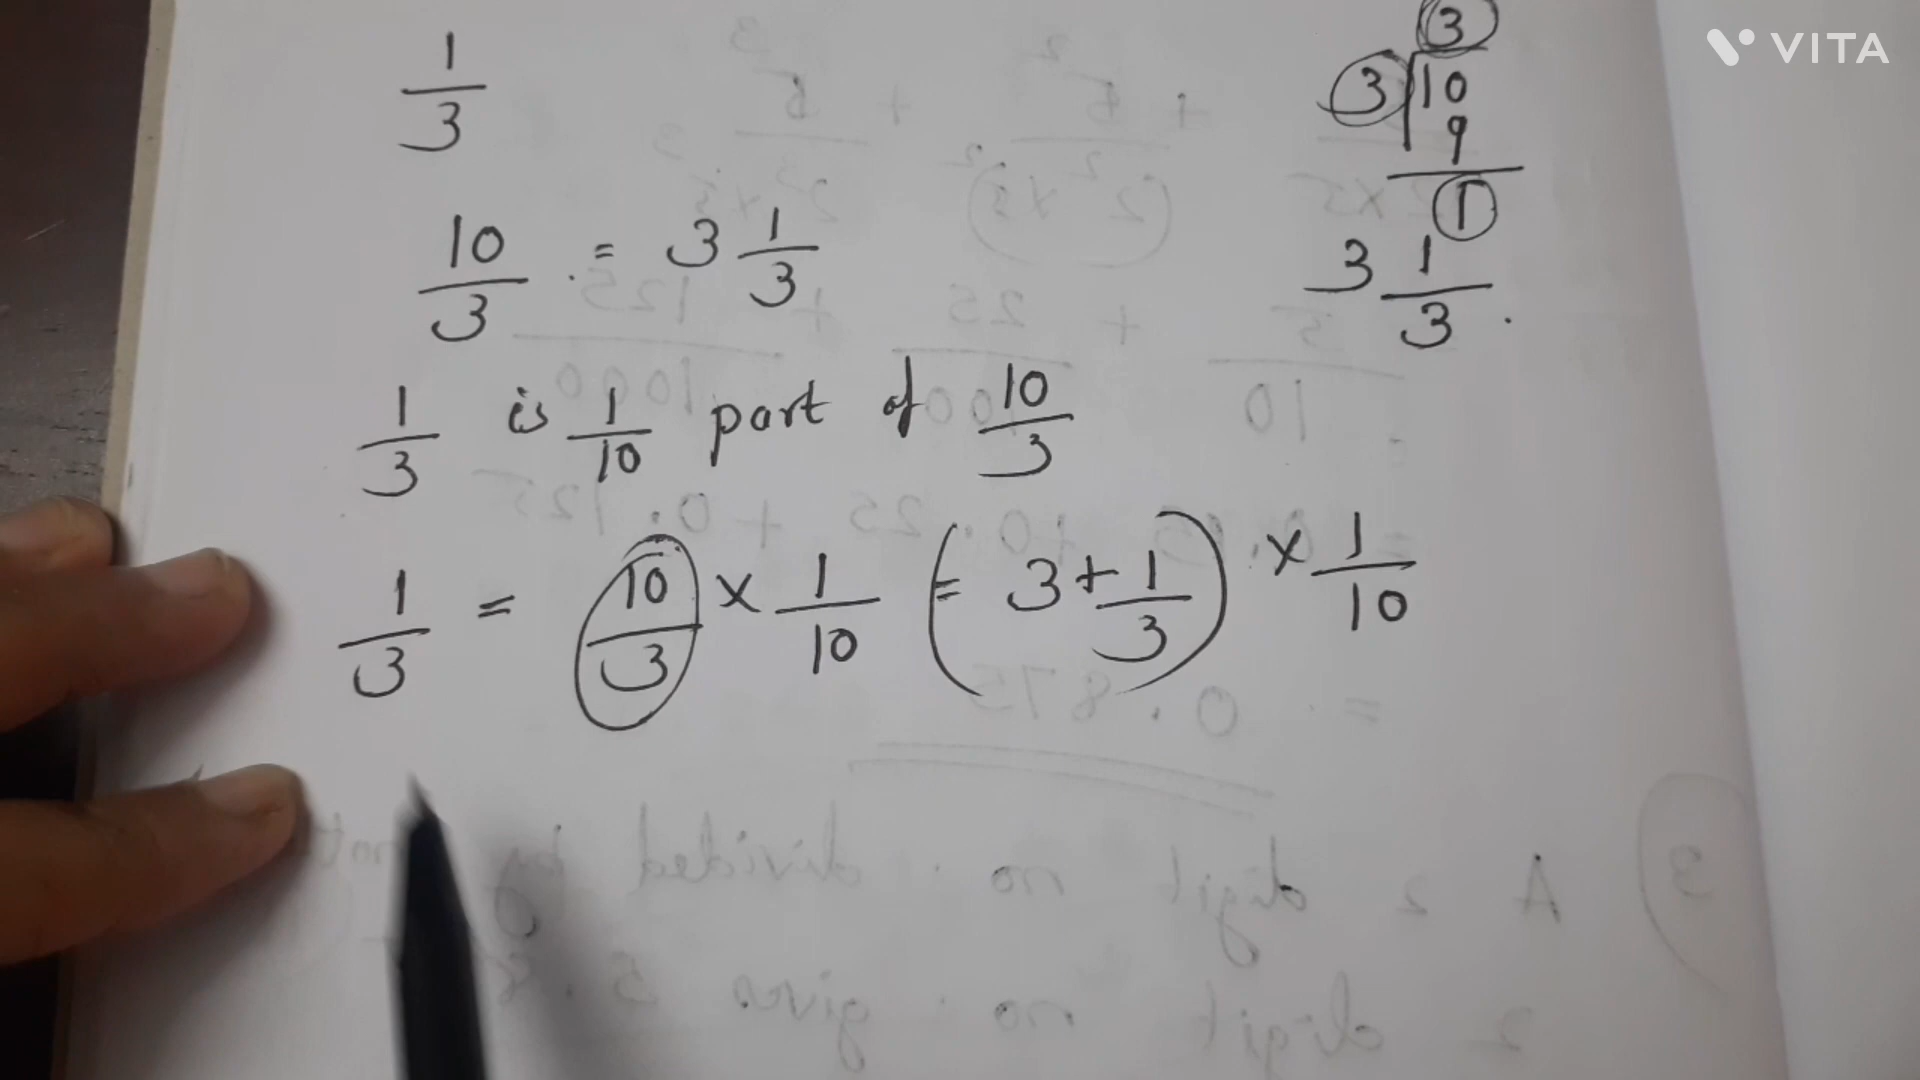 VITA
1/3
3
3 | 10
9
1
3 1/3 .
10/3 . = 3 1/3
1/3 is 1/10 part of 10/3
1/3 = 10/3 × 1/10 ( = 3 + 1/3 ) × 1/10